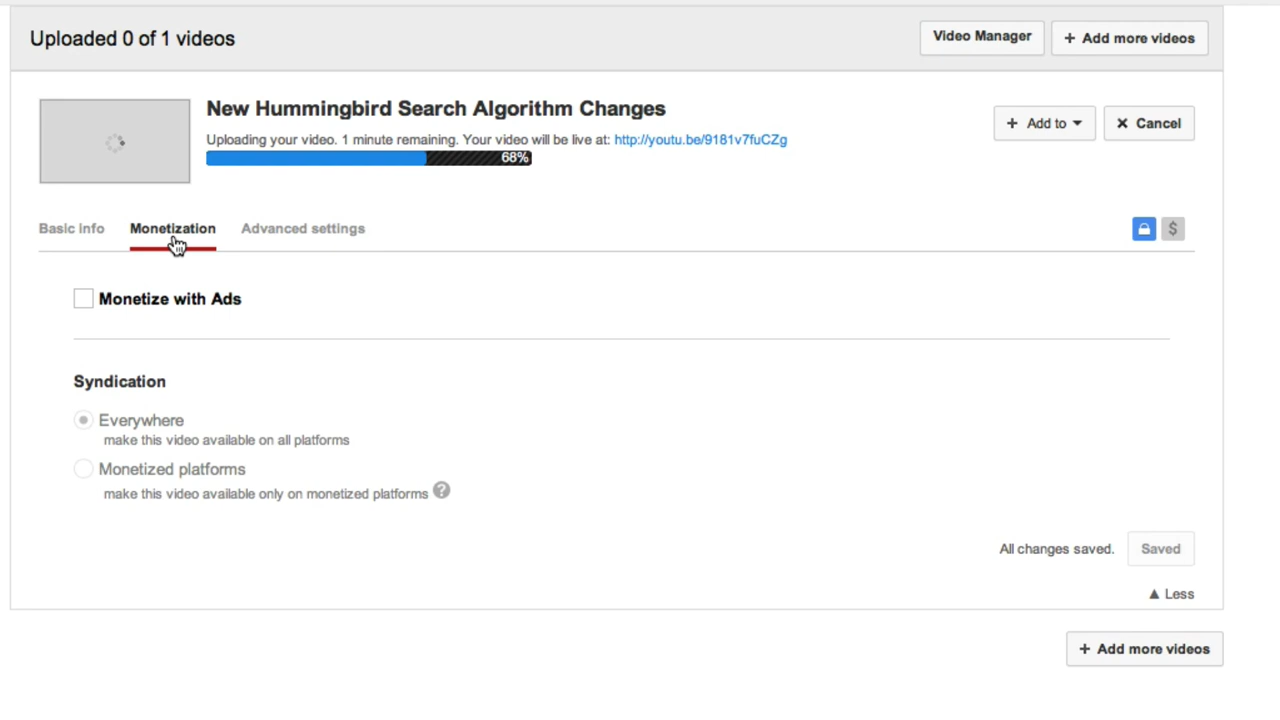 Uploaded 0 of 1 videos
Video Manager
+ Add more videos
New Hummingbird Search Algorithm Changes
Uploading your video. 1 minute remaining. Your video will be live at: http://youtu.be/9181v7fuCZg
68%
+ Add to
× Cancel
Basic info
Monetization
Advanced settings
$
Monetize with Ads
Syndication
Everywhere
make this video available on all platforms
Monetized platforms
make this video available only on monetized platforms ?
All changes saved.
Saved
▲ Less
+ Add more videos